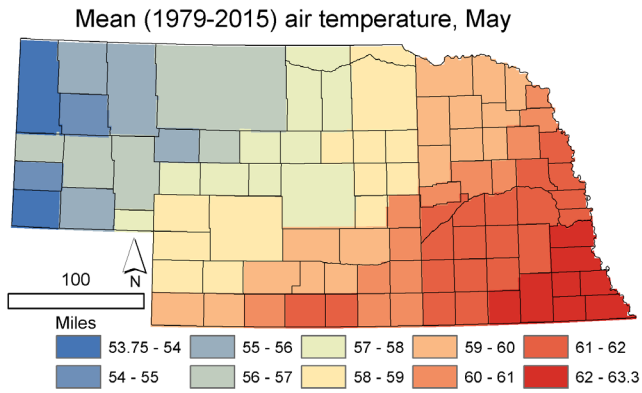 Mean (1979-2015) air temperature, May
N
100
Miles
53.75 - 54
55 - 56
57 - 58
59 - 60
61 - 62
54 - 55
56 - 57
58 - 59
60 - 61
62 - 63.3